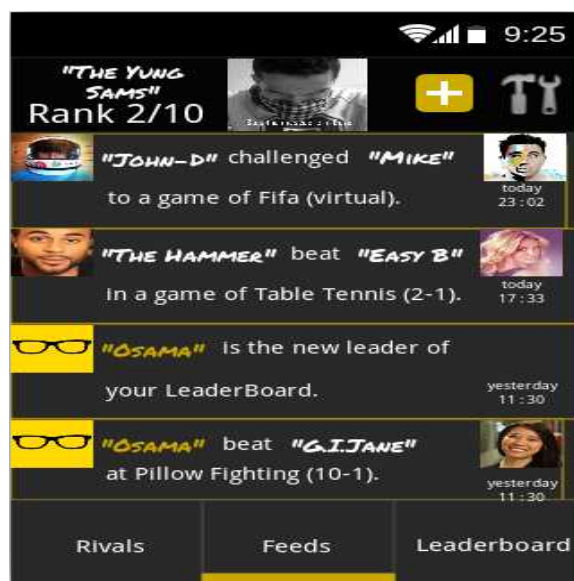 9:25
"The Yung
Sams"
Rank 2/10
"John-D" challenged "Mike"
to a game of Fifa (virtual).
today
23:02
"The Hammer" beat "Easy B"
in a game of Table Tennis (2-1).
today
17:33
"Osama" is the new leader of
your LeaderBoard.
yesterday
11:30
"Osama" beat "G.I.Jane"
at Pillow Fighting (10-1).
yesterday
11:30
Rivals Feeds Leaderboard